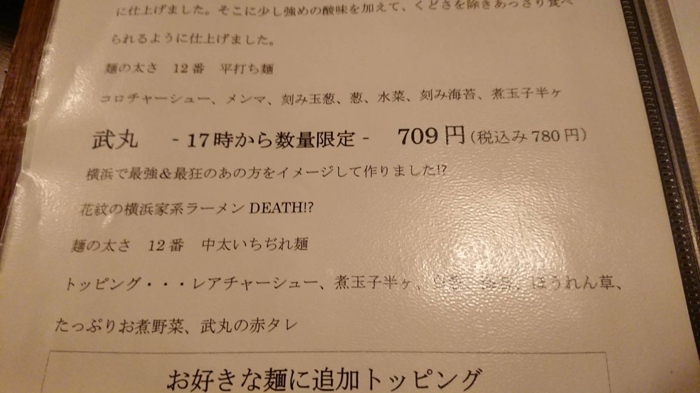 に仕上げました。そこに少し強めの酸味を加えて、くどさを除きあっさり食べ
られるように仕上げました。
麺の太さ 12番 平打ち麺
コロチャーシュー、メンマ、刻み玉葱、葱、水菜、刻み海苔、煮玉子半ヶ
武丸 - 17時から数量限定 - 709円(税込み780円)
横浜で最強&最狂のあの方をイメージして作りました!?
花紋の横浜家系ラーメン DEATH!?
麺の太さ 12番 中太いちぢれ麺
トッピング・・・レアチャーシュー、煮玉子半ヶ、ほうれん草、
たっぷりお煮野菜、武丸の赤タレ
お好きな麺に追加トッピング